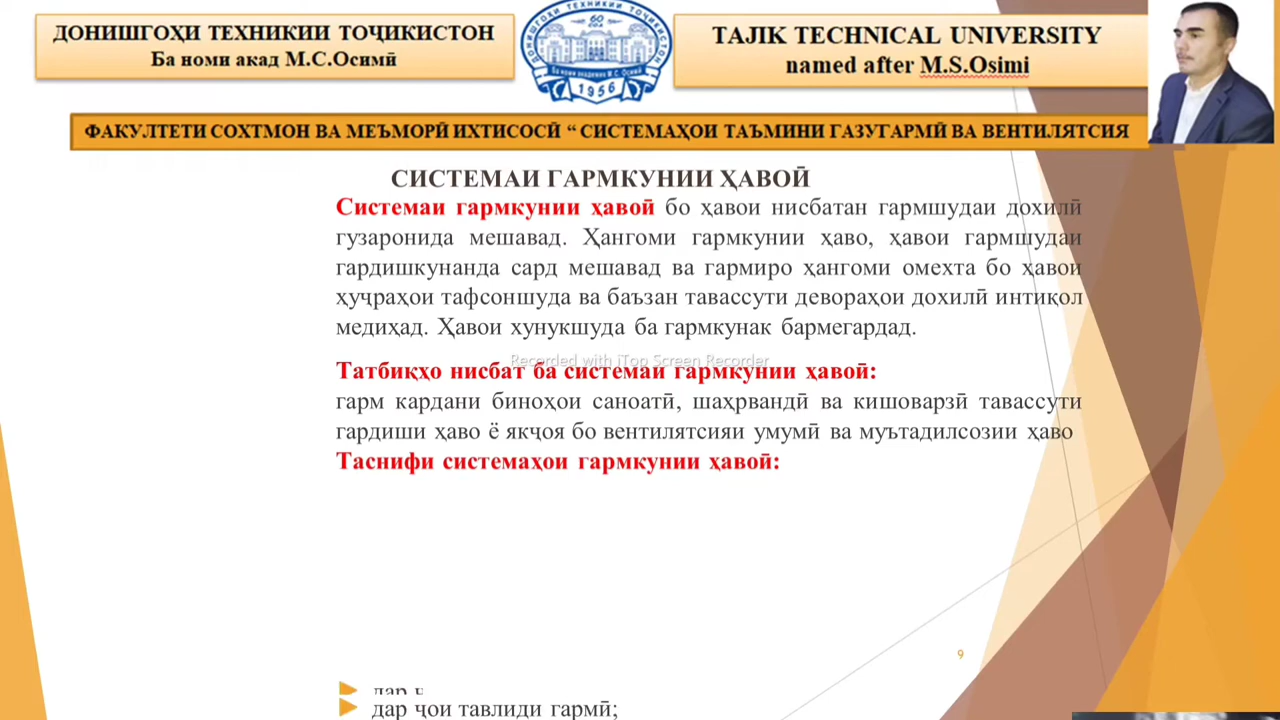 ДОНИШГОҲИ ТЕХНИКИИ ТОҶИКИСТОН
Ба номи акад М.С.Осимӣ
60
СОЛ
1956
TAJIK TECHNICAL UNIVERSITY
named after M.S.Osimi
ФАКУЛТЕТИ СОХТМОН ВА МЕЪМОРӢ ИХТИСОСӢ “ СИСТЕМАҲОИ ТАЪМИНИ ГАЗУГАРМӢ ВА ВЕНТИЛЯТСИЯ
СИСТЕМАИ ГАРМКУНИИ ҲАВОӢ
Системаи гармкунии ҳавоӣ бо ҳавои нисбатан гармшудаи дохилӣ
гузаронида мешавад. Ҳангоми гармкунии ҳаво, ҳавои гармшудаи
гардишкунанда сард мешавад ва гармиро ҳангоми омехта бо ҳавои
ҳуҷраҳои тафсоншуда ва баъзан тавассути девораҳои дохилӣ интиқол
медиҳад. Ҳавои хунукшуда ба гармкунак бармегардад.
Recorded with iTop Screen Recorder
Татбиқҳо нисбат ба системаи гармкунии ҳавоӣ:
гарм кардани биноҳои саноатӣ, шаҳрвандӣ ва кишоварзӣ тавассути
гардиши ҳаво ё якҷоя бо вентилятсияи умумӣ ва муътадилсозии ҳаво
Таснифи системаҳои гармкунии ҳавоӣ:
9
дар
дар ҷои тавлиди гармӣ;